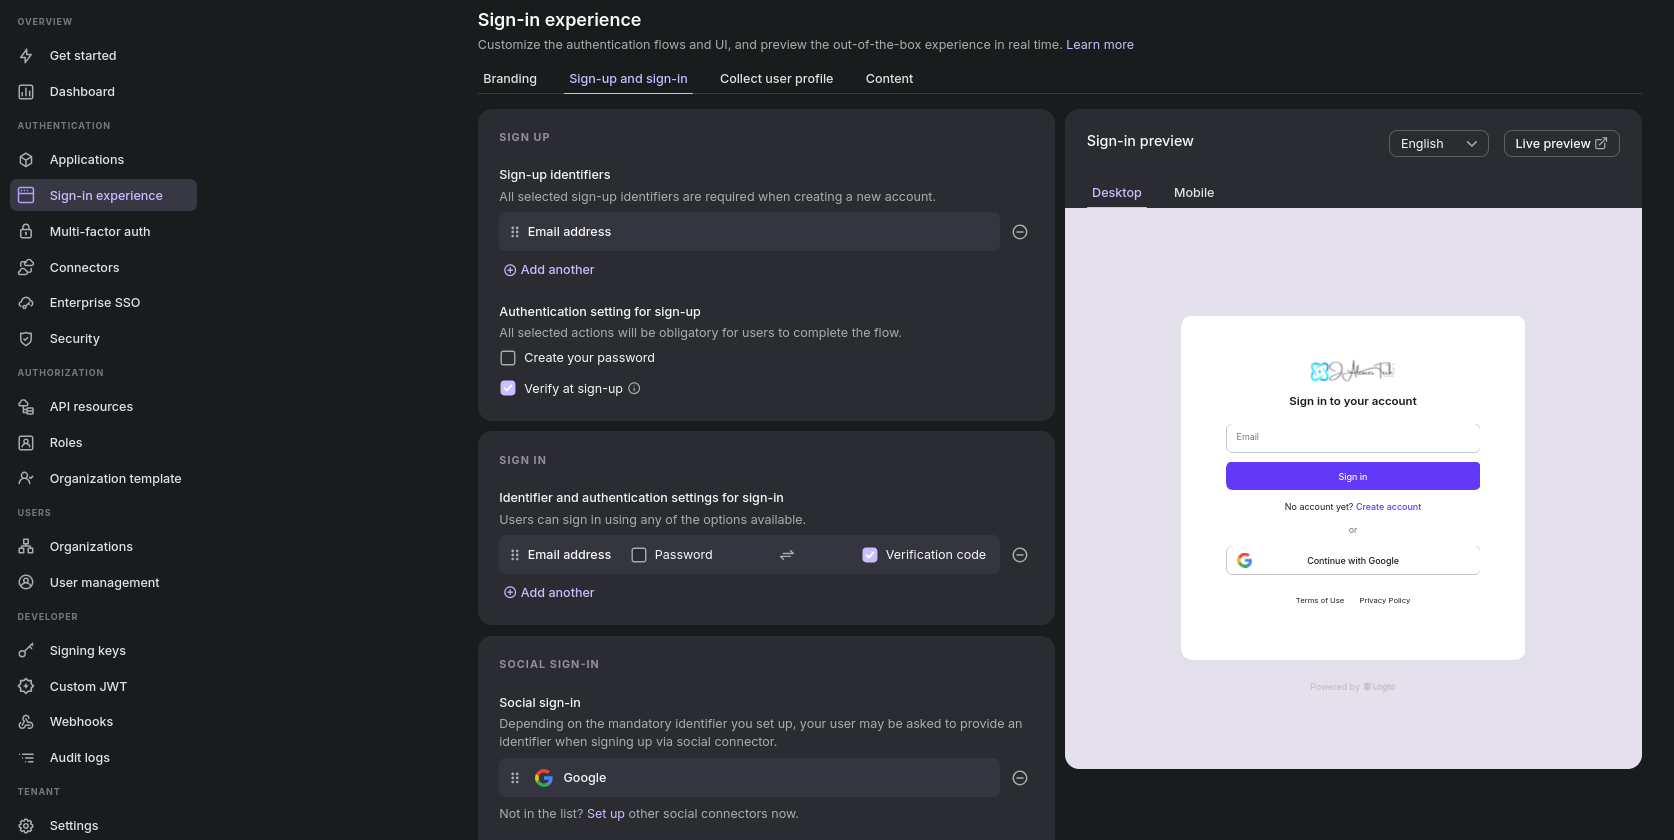 OVERVIEW
Get started
Dashboard
AUTHENTICATION
Applications
Sign-in experience
Multi-factor auth
Connectors
Enterprise SSO
Security
AUTHORIZATION
API resources
Roles
Organization template
USERS
Organizations
User management
DEVELOPER
Signing keys
Custom JWT
Webhooks
Audit logs
TENANT
Settings
Sign-in experience
Customize the authentication flows and UI, and preview the out-of-the-box experience in real time. Learn more
Branding Sign-up and sign-in Collect user profile Content
SIGN UP
Sign-up identifiers
All selected sign-up identifiers are required when creating a new account.
Email address
Add another
Authentication setting for sign-up
All selected actions will be obligatory for users to complete the flow.
Create your password
Verify at sign-up
SIGN IN
Identifier and authentication settings for sign-in
Users can sign in using any of the options available.
Email address Password Verification code
Add another
SOCIAL SIGN-IN
Social sign-in
Depending on the mandatory identifier you set up, your user may be asked to provide an
identifier when signing up via social connector.
Google
Not in the list? Set up other social connectors now.
Sign-in preview English Live preview
Desktop Mobile
Tech
Sign in to your account
Email
Sign in
No account yet? Create account
or
Continue with Google
Terms of Use Privacy Policy
Powered by Logto